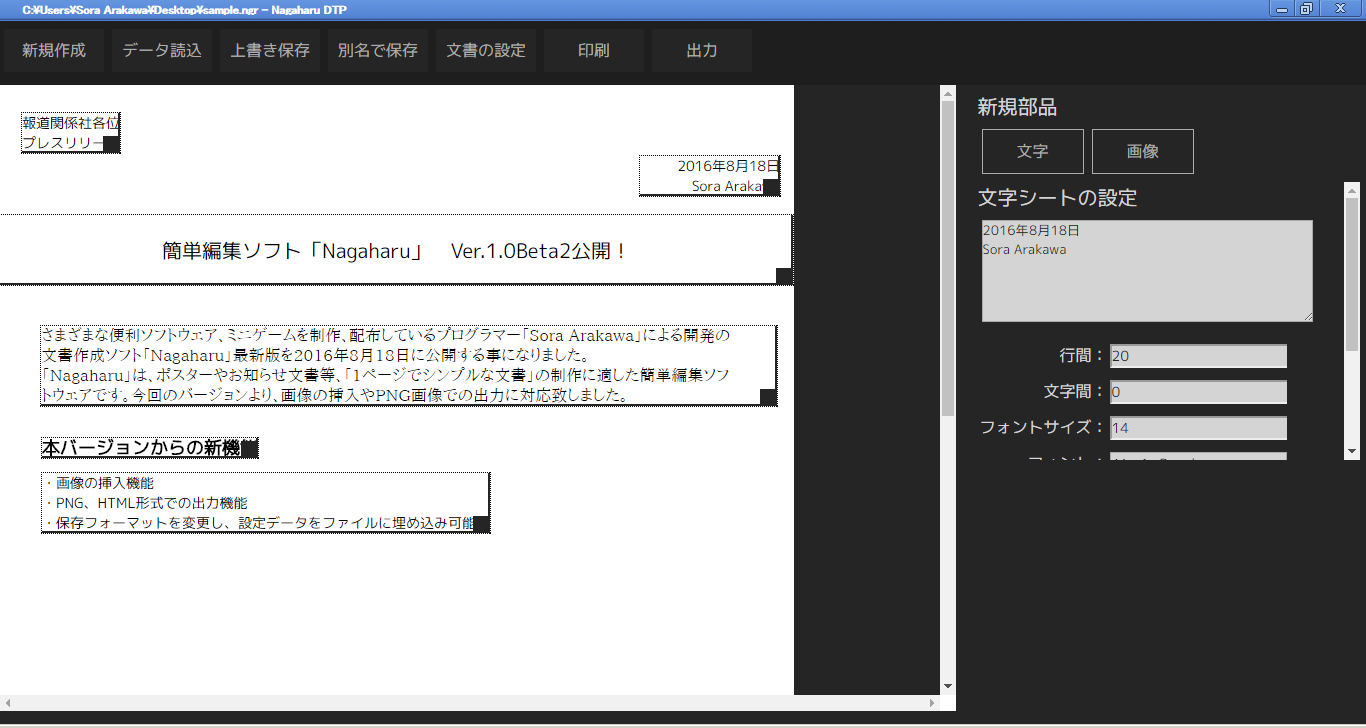 C:¥Users¥Sora Arakawa¥Desktop¥sample.ngr - Nagaharu DTP
新規作成 データ読込 上書き保存 別名で保存 文書の設定 印刷 出力
報道関係社各位
プレスリリー
2016年8月18日
Sora Araka
簡単編集ソフト「Nagaharu」　Ver.1.0Beta2公開！
さまざまな便利ソフトウェア、ミニゲームを制作、配布しているプログラマー「Sora Arakawa」による開発の
文書作成ソフト「Nagaharu」最新版を2016年8月18日に公開する事になりました。
「Nagaharu」は、ポスターやお知らせ文書等、「1ページでシンプルな文書」の制作に適した簡単編集ソフ
トウェアです。今回のバージョンより、画像の挿入やPNG画像での出力に対応致しました。
本バージョンからの新機
・画像の挿入機能
・PNG、HTML形式での出力機能
・保存フォーマットを変更し、設定データをファイルに埋め込み可能
新規部品
文字 画像
文字シートの設定
2016年8月18日
Sora Arakawa
行間： 20
文字間： 0
フォントサイズ： 14